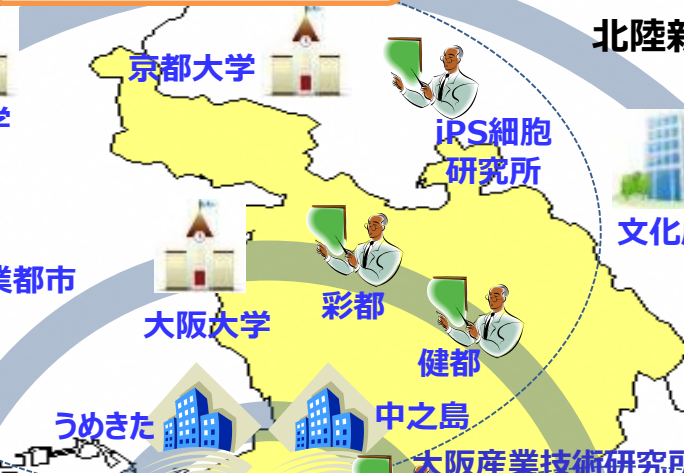 北陸新
京都大学
学
iPS細胞
研究所
文化
業都市
彩都
大阪大学
健都
うめきた
中之島
大阪産業技術研究所